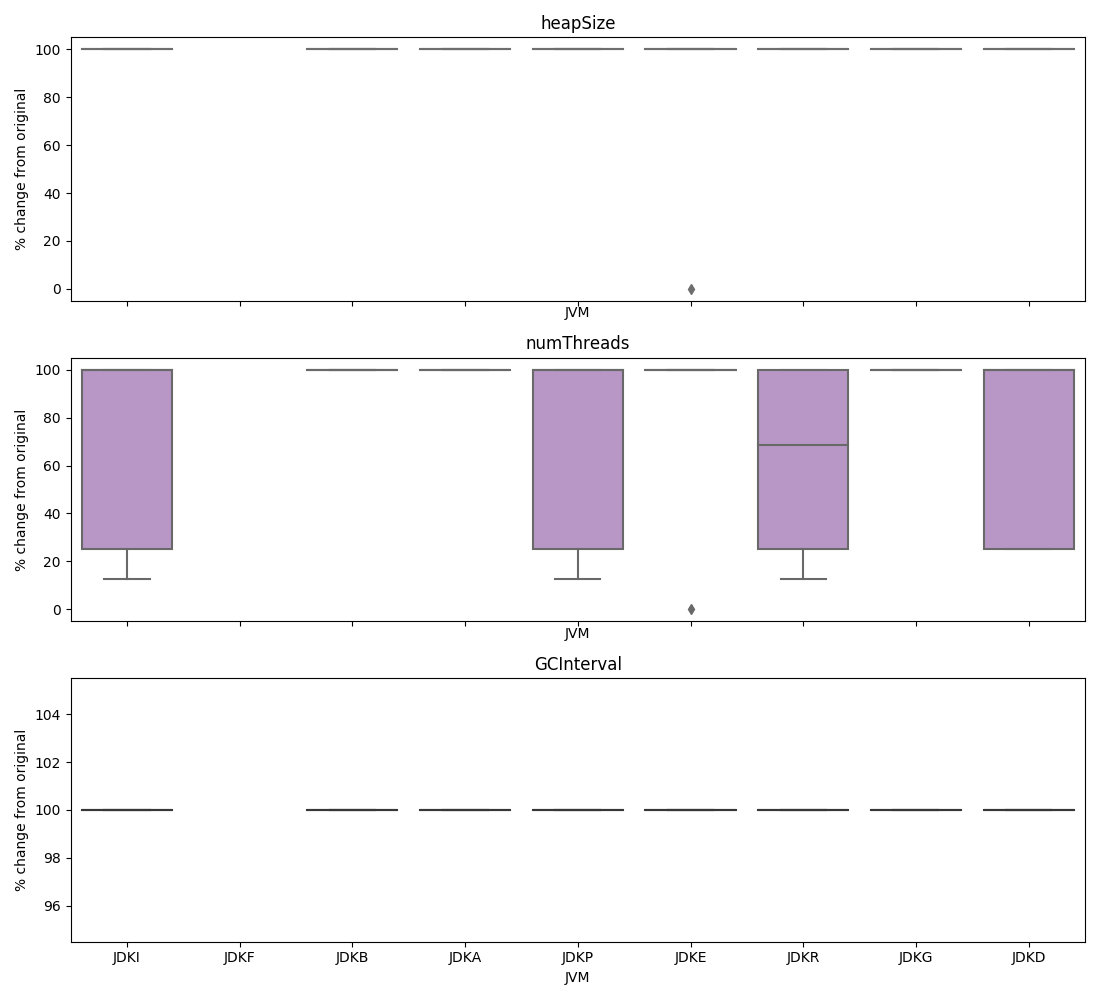 heapSize
% change from original
100
80
60
40
20
0
JVM
numThreads
% change from original
100
80
60
40
20
0
JVM
GCInterval
% change from original
104
102
100
98
96
JDKI JDKF JDKB JDKA JDKP JDKE JDKR JDKG JDKD
JVM